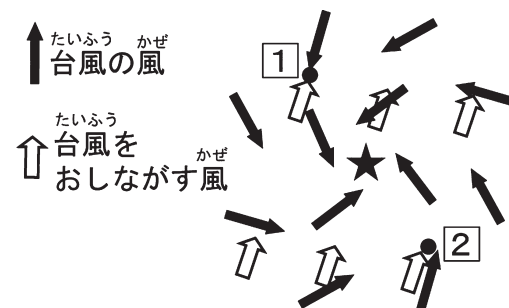 たいふう かぜ
台風の風
たいふう
台風を
かぜ
おしながす風
1
2